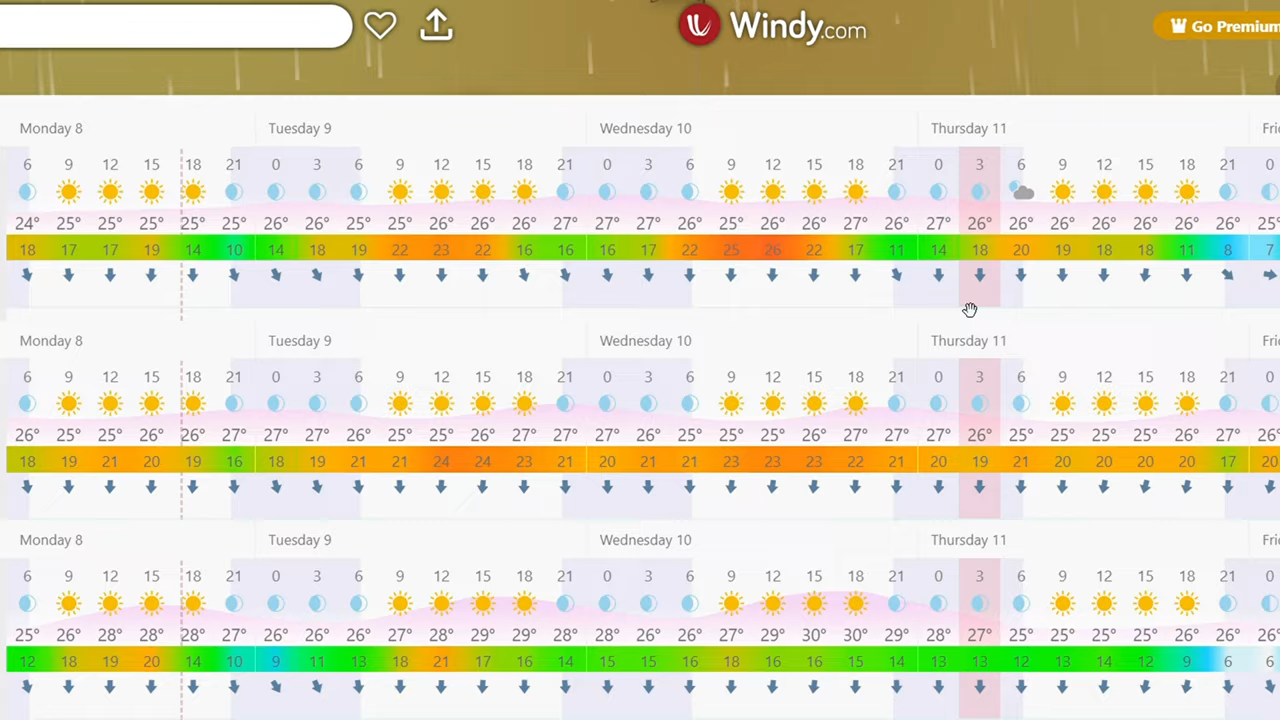 Windy.com
Go Premium
Monday 8 Tuesday 9 Wednesday 10 Thursday 11 Fri
6 9 12 15 18 21 0 3 6 9 12 15 18 21 0 3 6 9 12 15 18 21 0 3 6 9 12 15 18 21 0
24° 25° 25° 25° 25° 25° 26° 26° 26° 25° 26° 26° 26° 27° 27° 27° 26° 25° 26° 26° 27° 27° 27° 26° 26° 26° 26° 26° 26° 26° 25°
18 17 17 19 14 10 14 18 19 22 23 22 16 16 16 17 22 25 26 22 17 11 14 18 20 19 18 18 11 8 7
Monday 8 Tuesday 9 Wednesday 10 Thursday 11 Fri
6 9 12 15 18 21 0 3 6 9 12 15 18 21 0 3 6 9 12 15 18 21 0 3 6 9 12 15 18 21 0
26° 25° 25° 25° 26° 27° 27° 27° 26° 25° 25° 26° 27° 27° 27° 26° 25° 25° 25° 26° 27° 27° 27° 26° 25° 25° 25° 25° 26° 27° 26°
18 19 21 20 19 16 18 19 21 21 24 24 23 21 20 21 21 23 23 23 22 21 20 19 21 20 20 20 20 17 20
Monday 8 Tuesday 9 Wednesday 10 Thursday 11 Fri
6 9 12 15 18 21 0 3 6 9 12 15 18 21 0 3 6 9 12 15 18 21 0 3 6 9 12 15 18 21 0
25° 26° 28° 28° 28° 27° 26° 26° 26° 27° 28° 29° 29° 28° 28° 26° 26° 27° 29° 30° 30° 29° 28° 27° 25° 25° 25° 25° 26° 26° 26°
12 18 19 20 14 10 9 11 13 18 21 17 16 14 15 15 16 18 16 16 15 14 13 13 12 13 14 12 9 6 6